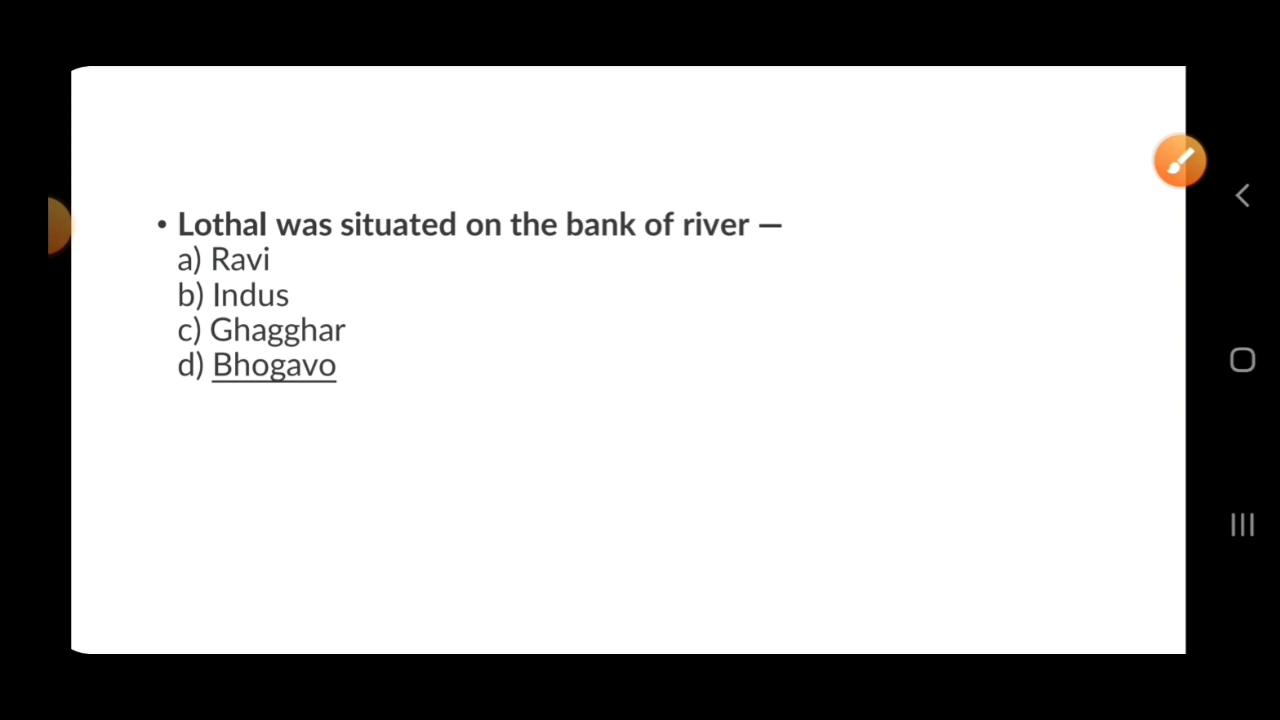 • Lothal was situated on the bank of river —
a) Ravi
b) Indus
c) Ghagghar
d) Bhogavo